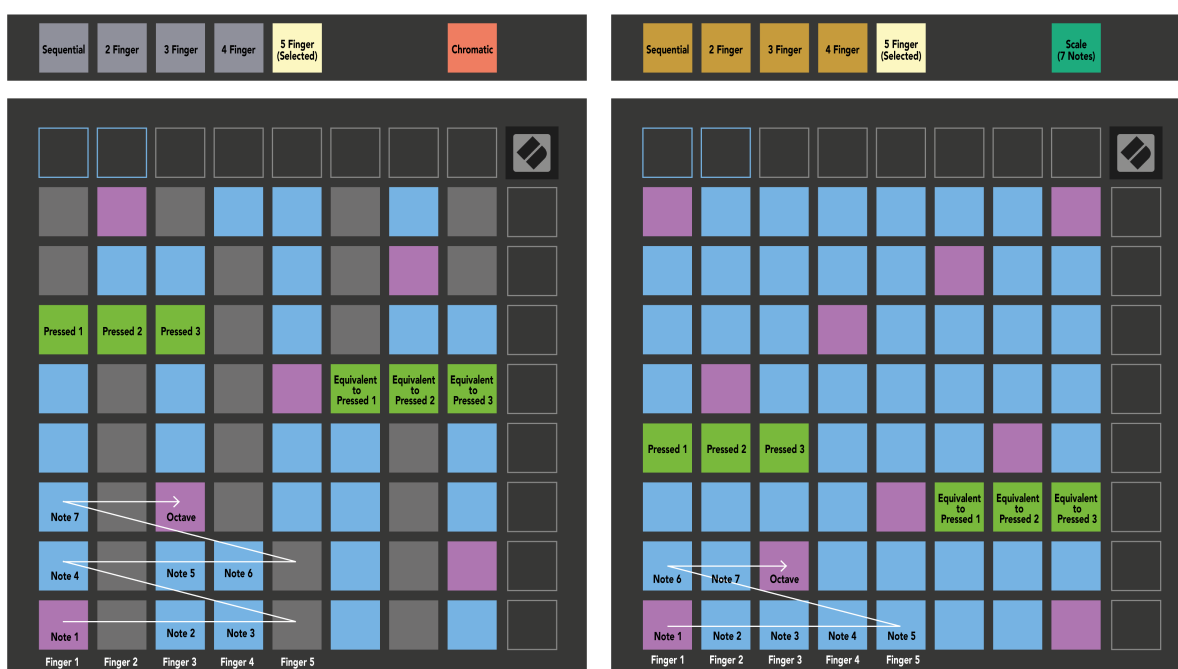 Sequential
2 Finger
3 Finger
4 Finger
5 Finger
(Selected)
Chromatic
Pressed 1
Pressed 2
Pressed 3
Equivalent
to
Pressed 1
Equivalent
to
Pressed 2
Equivalent
to
Pressed 3
Note 7
Octave
Note 4
Note 5
Note 6
Note 1
Note 2
Note 3
Finger 1
Finger 2
Finger 3
Finger 4
Finger 5
Sequential
2 Finger
3 Finger
4 Finger
5 Finger
(Selected)
Scale
(7 Notes)
Pressed 1
Pressed 2
Pressed 3
Equivalent
to
Pressed 1
Equivalent
to
Pressed 2
Equivalent
to
Pressed 3
Note 6
Note 7
Octave
Note 1
Note 2
Note 3
Note 4
Note 5
Finger 1
Finger 2
Finger 3
Finger 4
Finger 5